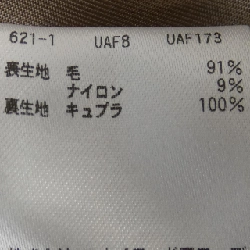 621-1 UAF8 UAF173
表生地 毛 91%
ナイロン 9%
裏生地 キュプラ 100%